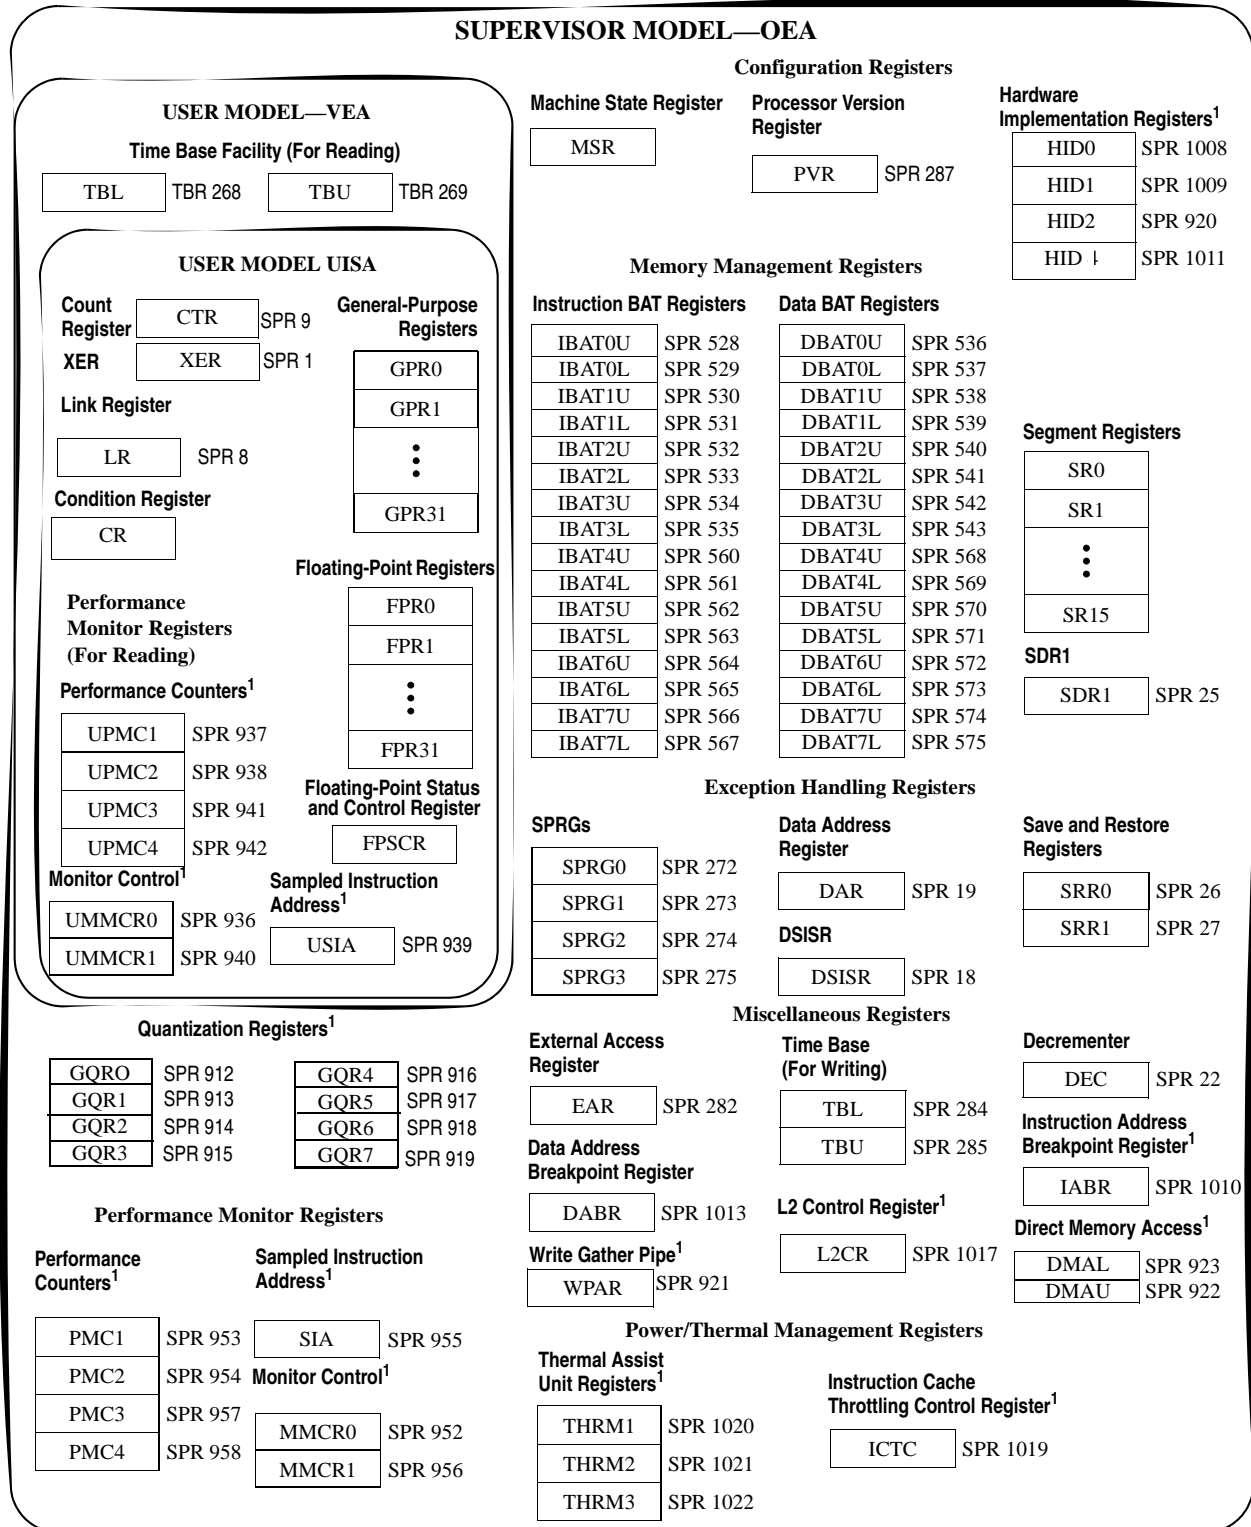 SUPERVISOR MODEL—OEA
USER MODEL—VEA
Time Base Facility (For Reading)
TBL TBR 268 TBU TBR 269
USER MODEL UISA
Count
Register
CTR SPR 9
XER XER SPR 1
Link Register
LR SPR 8
Condition Register
CR
General-Purpose
Registers
GPR0
GPR1
GPR31
Floating-Point Registers
FPR0
FPR1
FPR31
Floating-Point Status
and Control Register
FPSCR
Performance
Monitor Registers
(For Reading)
Performance Counters1
UPMC1 SPR 937
UPMC2 SPR 938
UPMC3 SPR 941
UPMC4 SPR 942
Monitor Control1
UMMCR0 SPR 936
UMMCR1 SPR 940
Sampled Instruction
Address1
USIA SPR 939
Configuration Registers
Machine State Register
MSR
Processor Version
Register
PVR SPR 287
Hardware
Implementation Registers1
HID0 SPR 1008
HID1 SPR 1009
HID2 SPR 920
HID SPR 1011
Memory Management Registers
Instruction BAT Registers
IBAT0U SPR 528
IBAT0L SPR 529
IBAT1U SPR 530
IBAT1L SPR 531
IBAT2U SPR 532
IBAT2L SPR 533
IBAT3U SPR 534
IBAT3L SPR 535
IBAT4U SPR 560
IBAT4L SPR 561
IBAT5U SPR 562
IBAT5L SPR 563
IBAT6U SPR 564
IBAT6L SPR 565
IBAT7U SPR 566
IBAT7L SPR 567
Data BAT Registers
DBAT0U SPR 536
DBAT0L SPR 537
DBAT1U SPR 538
DBAT1L SPR 539
DBAT2U SPR 540
DBAT2L SPR 541
DBAT3U SPR 542
DBAT3L SPR 543
DBAT4U SPR 568
DBAT4L SPR 569
DBAT5U SPR 570
DBAT5L SPR 571
DBAT6U SPR 572
DBAT6L SPR 573
DBAT7U SPR 574
DBAT7L SPR 575
Segment Registers
SR0
SR1
SR15
SDR1
SDR1 SPR 25
Exception Handling Registers
SPRGs
SPRG0 SPR 272
SPRG1 SPR 273
SPRG2 SPR 274
SPRG3 SPR 275
Data Address
Register
DAR SPR 19
DSISR
DSISR SPR 18
Save and Restore
Registers
SRR0 SPR 26
SRR1 SPR 27
Quantization Registers1
GQRO SPR 912
GQR1 SPR 913
GQR2 SPR 914
GQR3 SPR 915
GQR4 SPR 916
GQR5 SPR 917
GQR6 SPR 918
GQR7 SPR 919
Miscellaneous Registers
External Access
Register
EAR SPR 282
Data Address
Breakpoint Register
DABR SPR 1013
Write Gather Pipe1
WPAR SPR 921
Time Base
(For Writing)
TBL SPR 284
TBU SPR 285
L2 Control Register1
L2CR SPR 1017
Decrementer
DEC SPR 22
Instruction Address
Breakpoint Register1
IABR SPR 1010
Direct Memory Access1
DMAL SPR 923
DMAU SPR 922
Performance Monitor Registers
Performance
Counters1
PMC1 SPR 953
PMC2 SPR 954
PMC3 SPR 957
PMC4 SPR 958
Sampled Instruction
Address1
SIA SPR 955
Monitor Control1
MMCR0 SPR 952
MMCR1 SPR 956
Power/Thermal Management Registers
Thermal Assist
Unit Registers1
THRM1 SPR 1020
THRM2 SPR 1021
THRM3 SPR 1022
Instruction Cache
Throttling Control Register1
ICTC SPR 1019